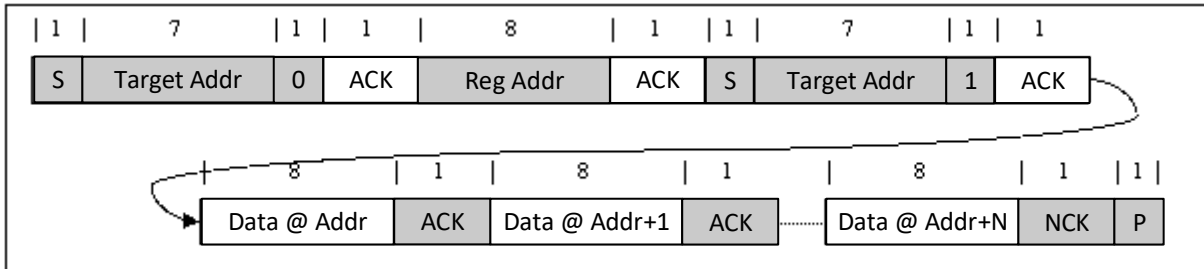 | 1 | 7 | 1 | 1 | 8 | 1 | 1 | 7 | 1 | 1
S Target Addr 0 ACK Reg Addr ACK S Target Addr 1 ACK
8 | 1 | 8 | 1 | 8 | 1 | 1 |
Data @ Addr ACK Data @ Addr+1 ACK Data @ Addr+N NCK P